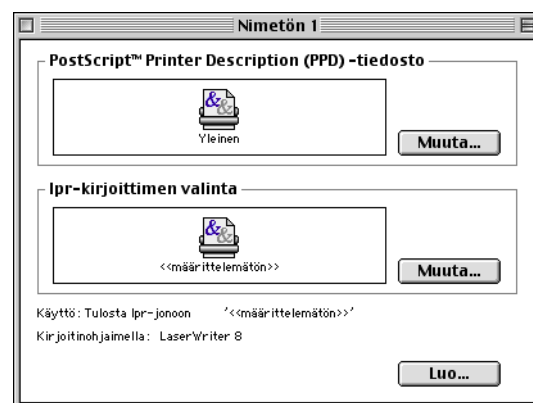 Nimetön 1
PostScript™ Printer Description (PPD) -tiedosto
Yleinen
Muuta...
lpr-kirjoittimen valinta
<<määrittelemätön>>
Muuta...
Käyttö: Tulosta lpr-jonoon '<<määrittelemätön>>'
Kirjoitinohjaimella: LaserWriter 8
Luo...